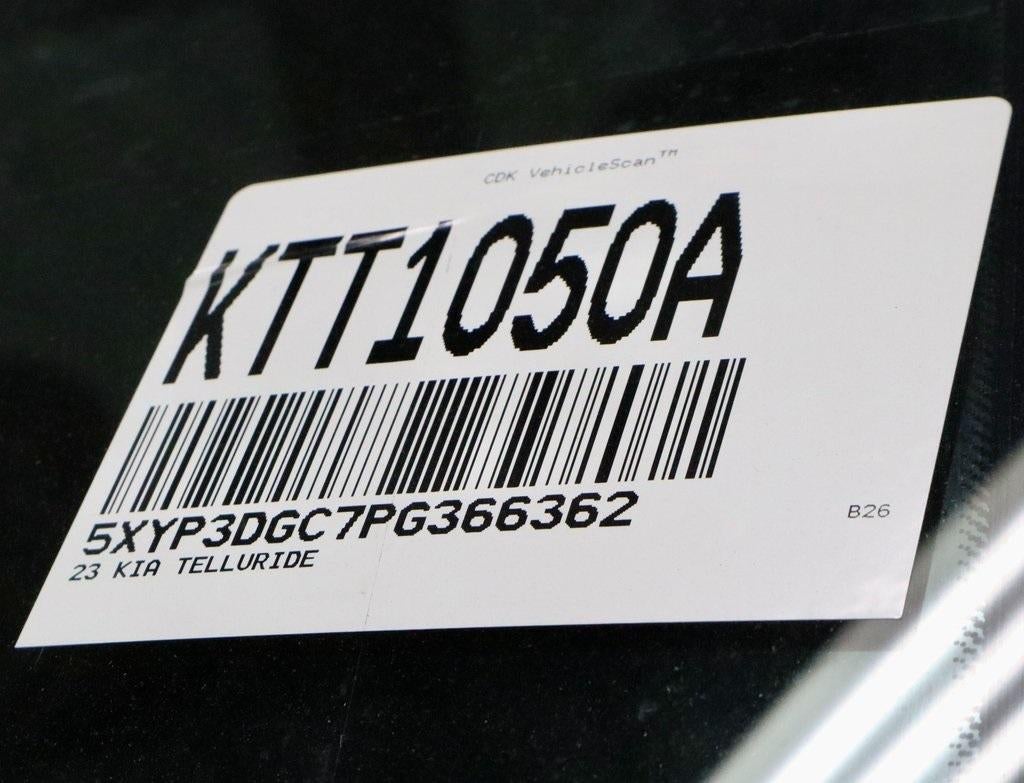 CDK VehicleScan™
KTT1050A
5XYP3DGC7PG366362
23 KIA TELLURIDE
B26